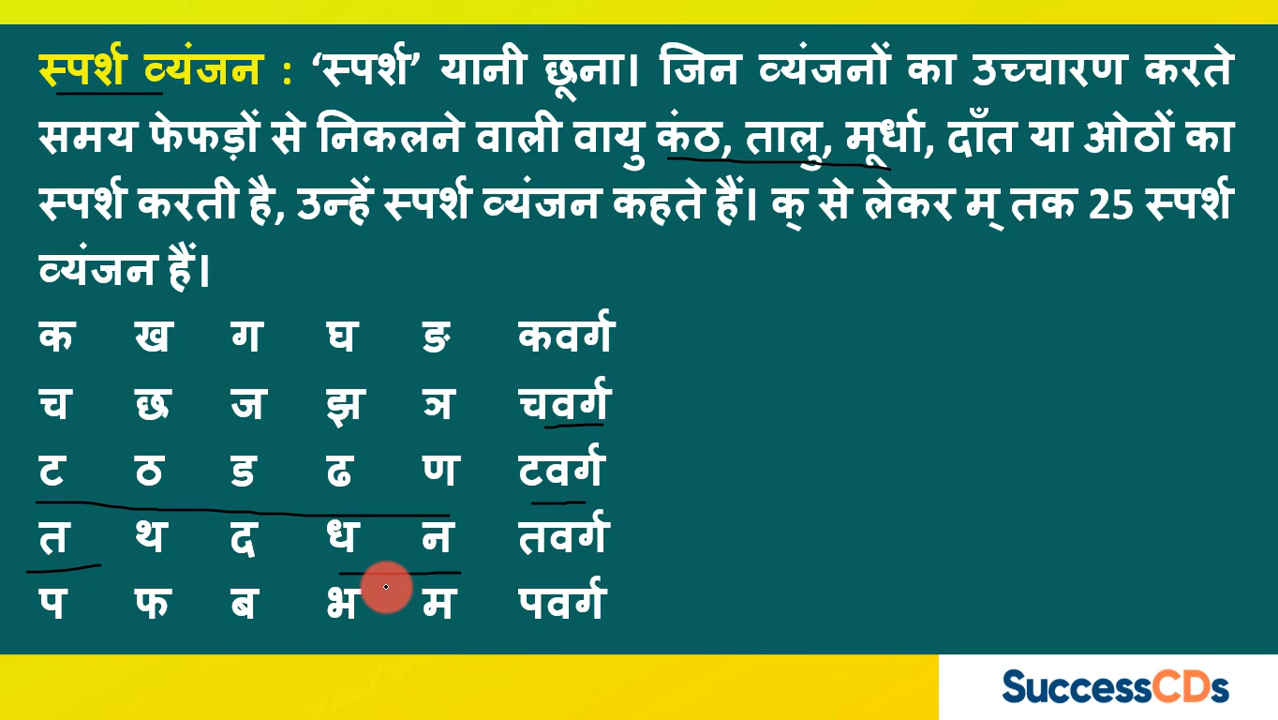 स्पर्श व्यंजन : ‘स्पर्श’ यानी छूना। जिन व्यंजनों का उच्चारण करते
समय फेफड़ों से निकलने वाली वायु कंठ, तालु, मूर्धा, दाँत या ओठों का
स्पर्श करती है, उन्हें स्पर्श व्यंजन कहते हैं। क् से लेकर म् तक 25 स्पर्श
व्यंजन हैं।
क ख ग घ ङ कवर्ग
च छ ज झ ञ चवर्ग
ट ठ ड ढ ण टवर्ग
त थ द ध न तवर्ग
प फ ब भ म पवर्ग
SuccessCDs